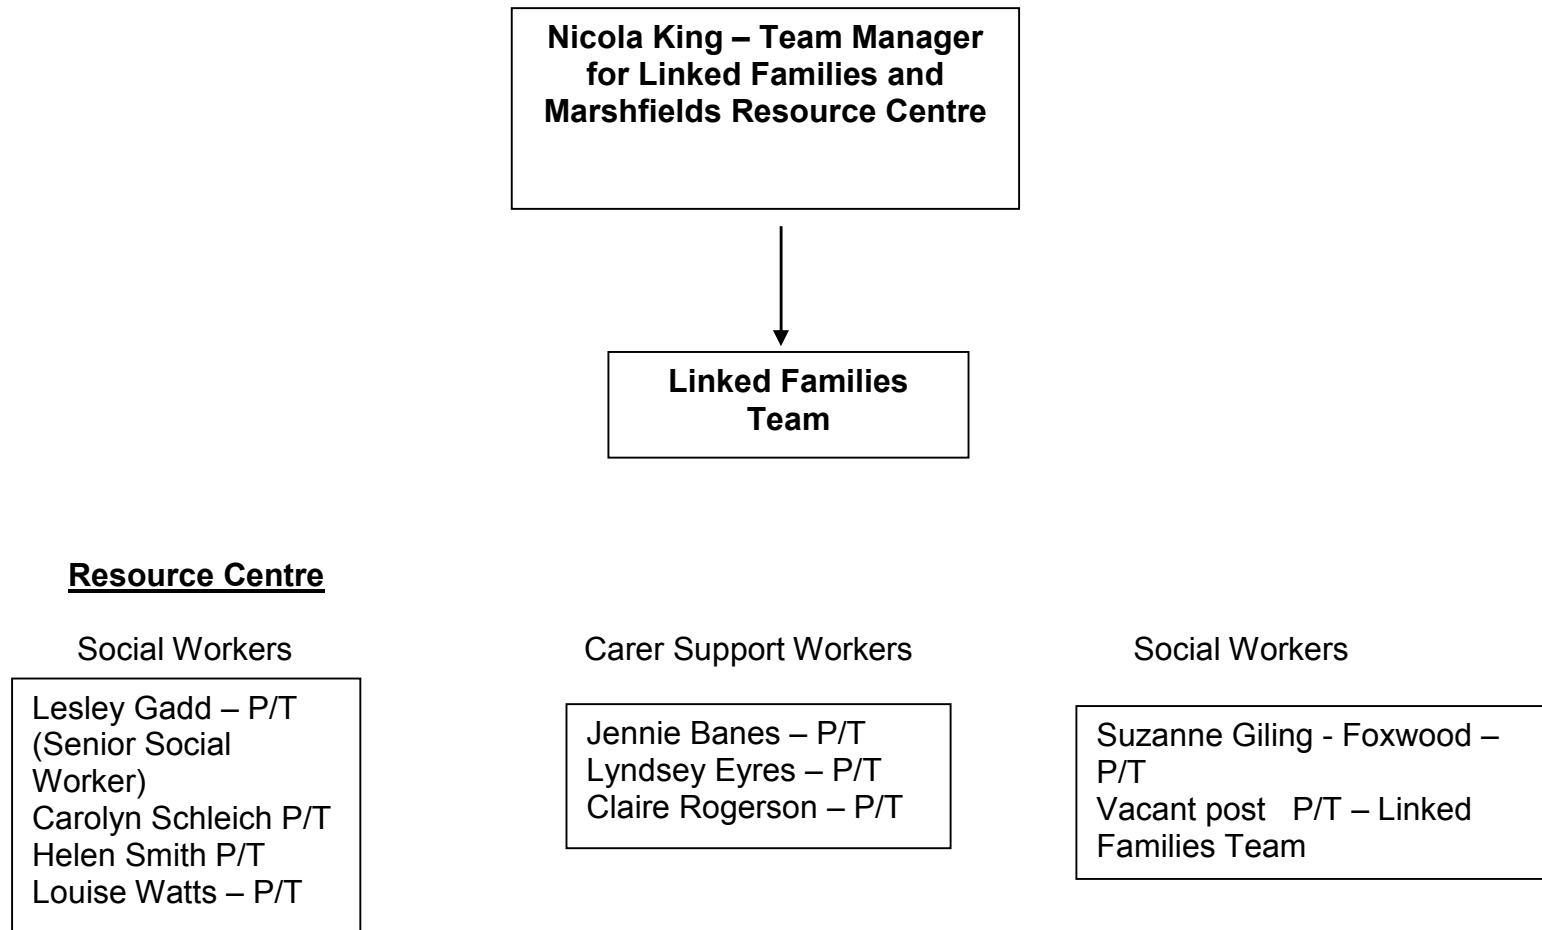 Nicola King – Team Manager
for Linked Families and
Marshfields Resource Centre
Linked Families
Team
Resource Centre
Social Workers
Lesley Gadd – P/T
(Senior Social
Worker)
Carolyn Schleich P/T
Helen Smith P/T
Louise Watts – P/T
Carer Support Workers
Jennie Banes – P/T
Lyndsey Eyres – P/T
Claire Rogerson – P/T
Social Workers
Suzanne Giling - Foxwood –
P/T
Vacant post   P/T – Linked
Families Team